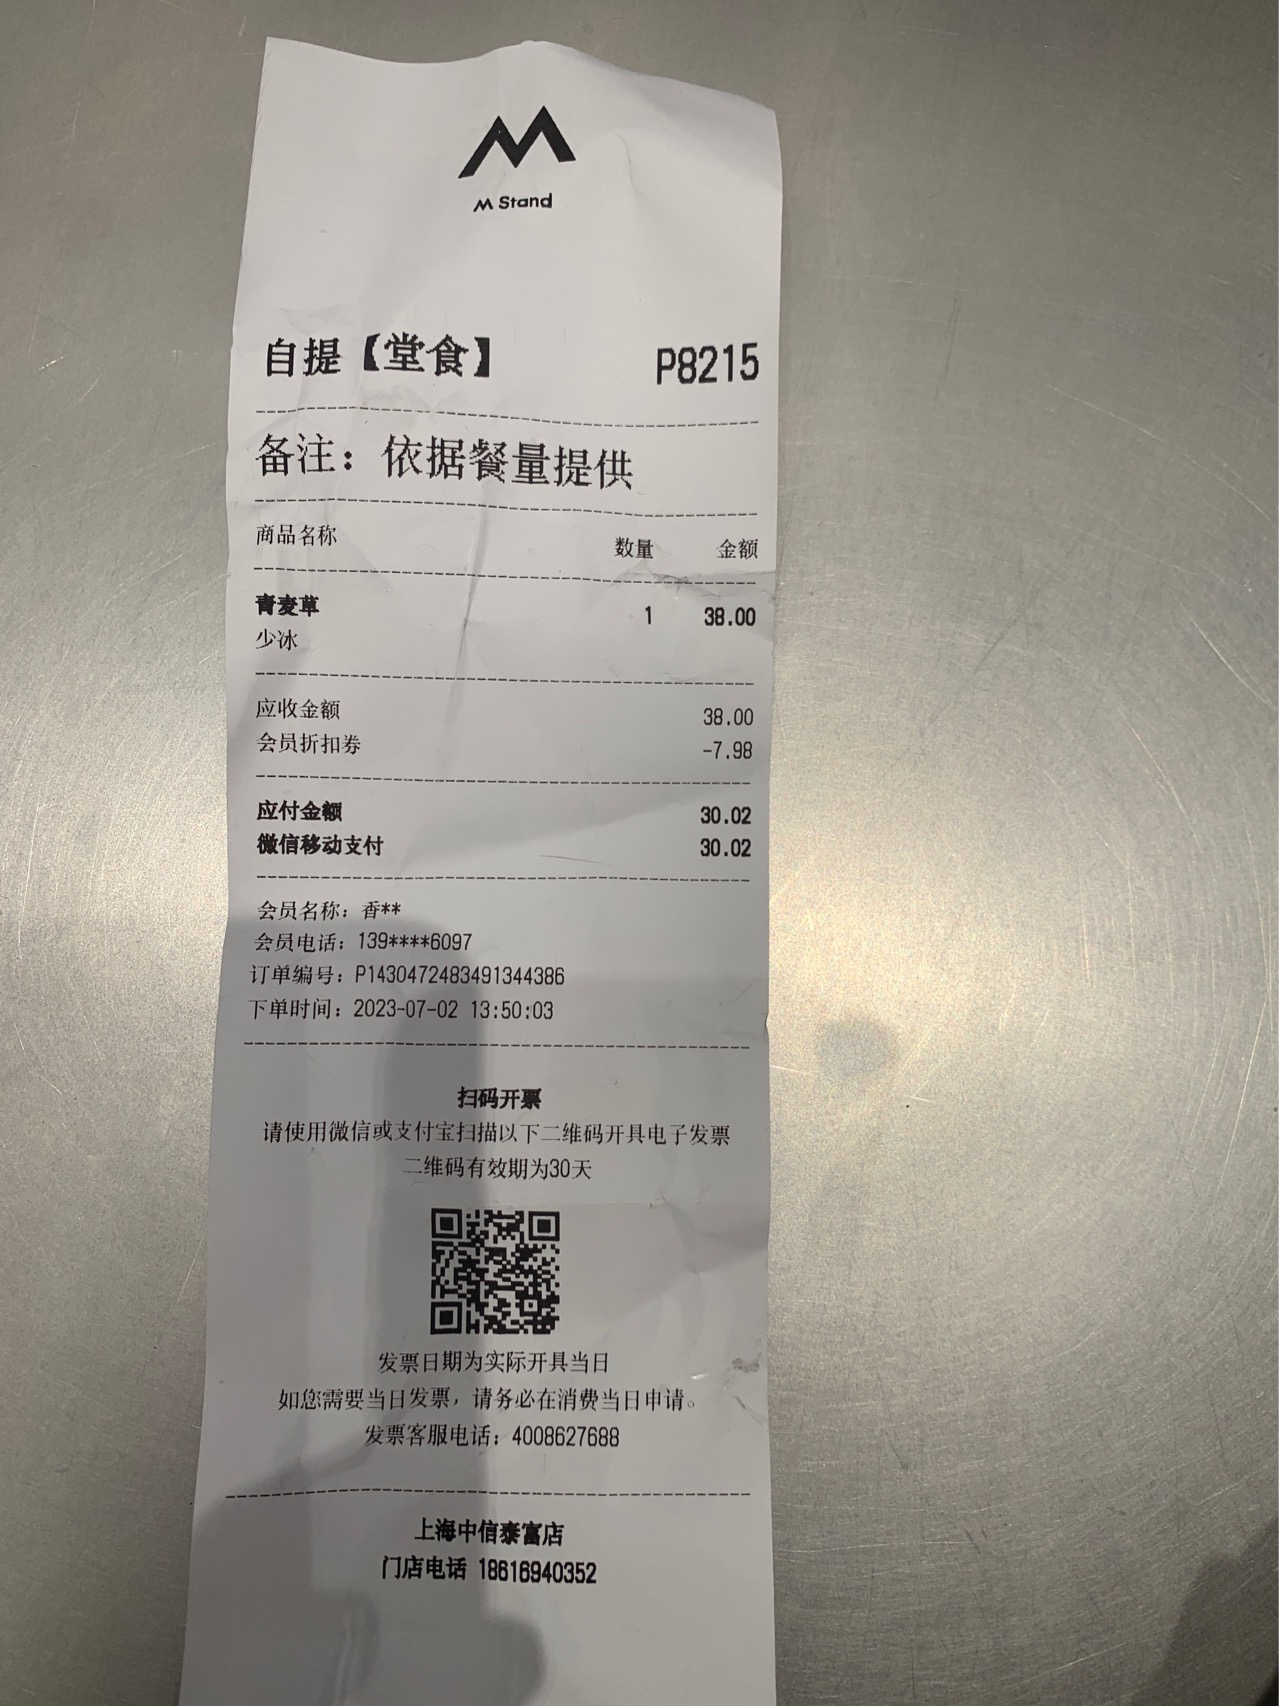 M Stand
自提【堂食】 P8215
备注：依据餐量提供
商品名称 数量 金额
青麦草 1 38.00
少冰
应收金额 38.00
会员折扣券 -7.98
应付金额 30.02
微信移动支付 30.02
会员名称：香**
会员电话：139****6097
订单编号：P1430472483491344386
下单时间：2023-07-02 13:50:03
扫码开票
请使用微信或支付宝扫描以下二维码开具电子发票
二维码有效期为30天
发票日期为实际开具当日
如您需要当日发票，请务必在消费当日申请。
发票客服电话：4008627688
上海中信泰富店
门店电话 18616940352